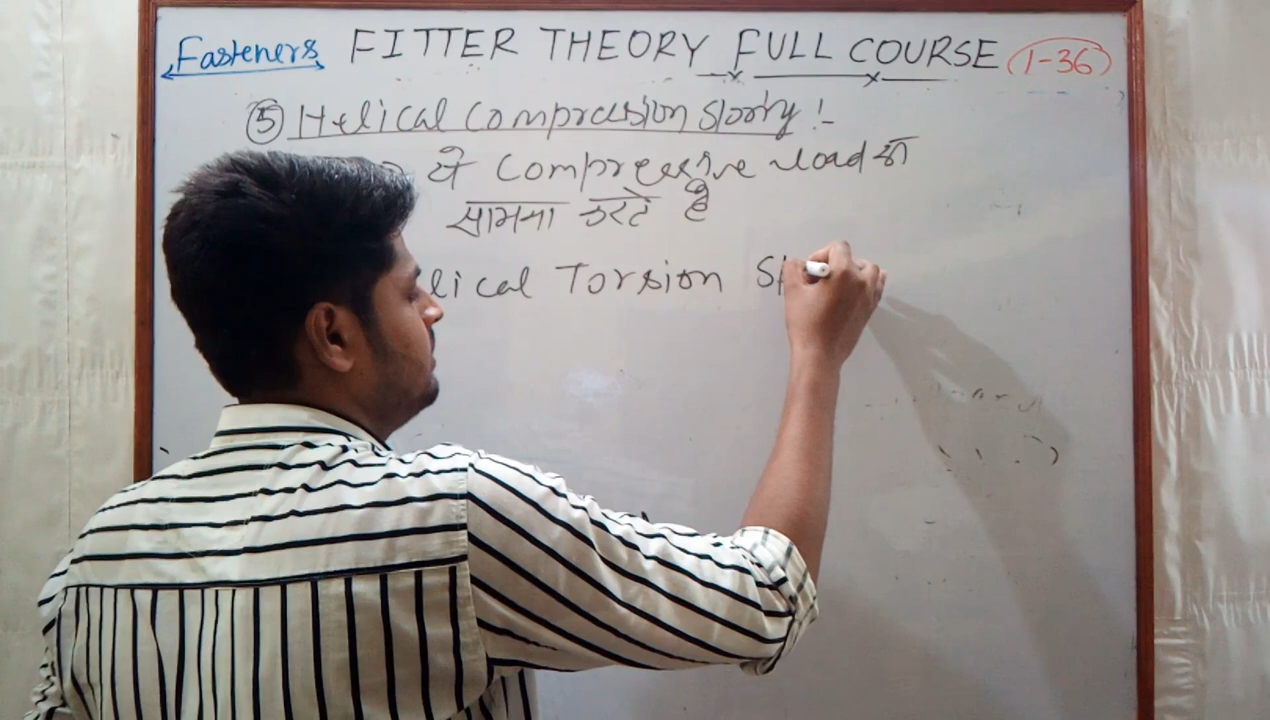 Fasteners FITTER THEORY FULL COURSE (1-36)
⑤ Helical Compression Spring :-
ये Compressive load का
सामना करते है
lical Torsion Sp